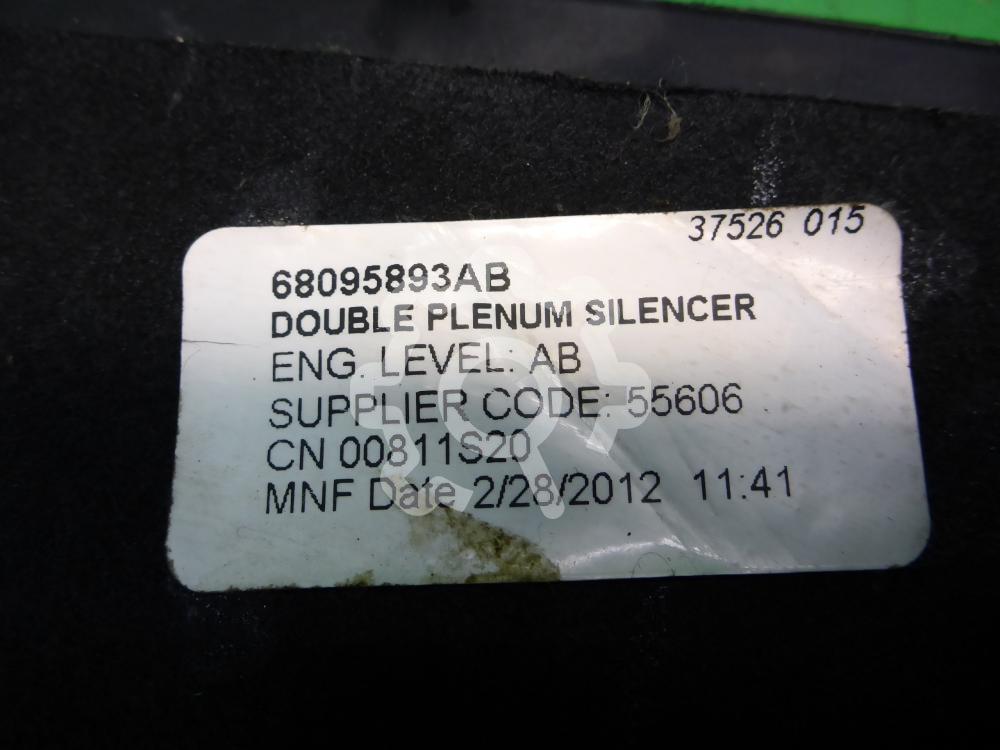 37526 015
68095893AB
DOUBLE PLENUM SILENCER
ENG. LEVEL: AB
SUPPLIER CODE: 55606
CN 00811S20
MNF Date 2/28/2012 11:41